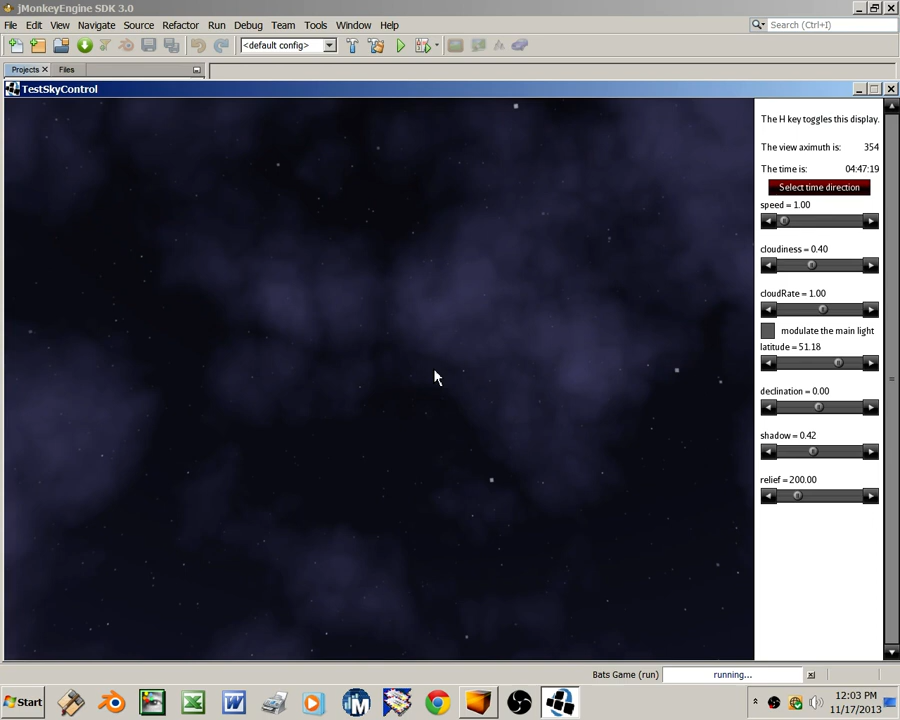 jMonkeyEngine SDK 3.0
File Edit View Navigate Source Refactor Run Debug Team Tools Window Help
<default config>
Search (Ctrl+I)
Projects Files
TestSkyControl
The H key toggles this display.
The view azimuth is: 354
The time is: 04:47:19
Select time direction
speed = 1.00
cloudiness = 0.40
cloudRate = 1.00
modulate the main light
latitude = 51.18
declination = 0.00
shadow = 0.42
relief = 200.00
Bats Game (run) running...
Start
12:03 PM
11/17/2013